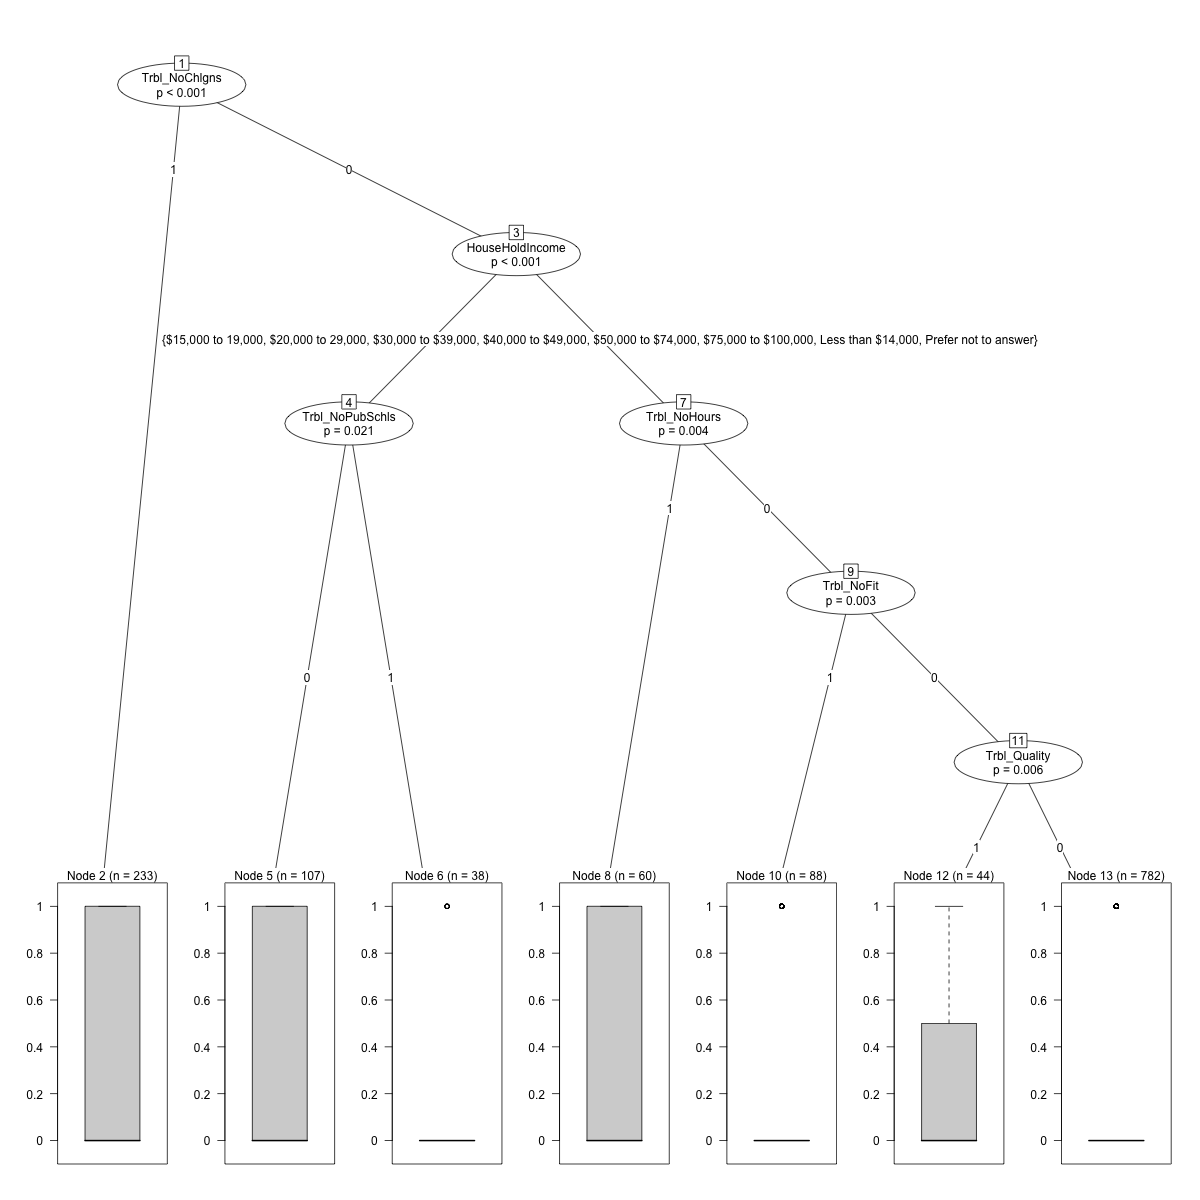 1
Trbl_NoChlgns
p < 0.001
1
0
3
HouseHoldIncome
p < 0.001
{$15,000 to 19,000, $20,000 to 29,000, $30,000 to $39,000, $40,000 to $49,000, $50,000 to $74,000, $75,000 to $100,000, Less than $14,000, Prefer not to answer}
4
Trbl_NoPubSchls
p = 0.021
7
Trbl_NoHours
p = 0.004
1
0
9
Trbl_NoFit
p = 0.003
0
1
1
0
11
Trbl_Quality
p = 0.006
1
0
Node 2 (n = 233)
1
0.8
0.6
0.4
0.2
0
Node 5 (n = 107)
1
0.8
0.6
0.4
0.2
0
Node 6 (n = 38)
1
0.8
0.6
0.4
0.2
0
Node 8 (n = 60)
1
0.8
0.6
0.4
0.2
0
Node 10 (n = 88)
1
0.8
0.6
0.4
0.2
0
Node 12 (n = 44)
1
0.8
0.6
0.4
0.2
0
Node 13 (n = 782)
1
0.8
0.6
0.4
0.2
0